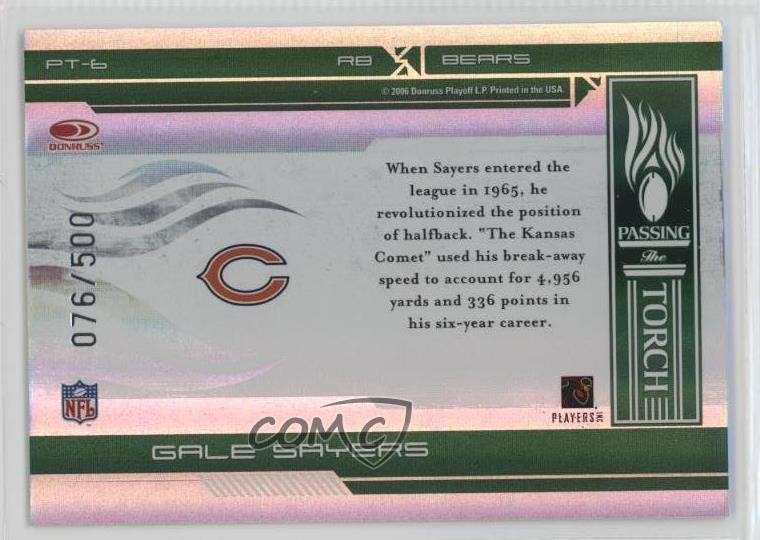 PT-6
RB BEARS
© 2006 Donruss Playoff L.P. Printed in the USA.
DONRUSS
When Sayers entered the
league in 1965, he
revolutionized the position
of halfback. "The Kansas
Comet" used his break-away
speed to account for 4,956
yards and 336 points in
his six-year career.
076/500
PASSING
The
TORCH
NFL
PLAYERS INC
GALE SAYERS
COMC